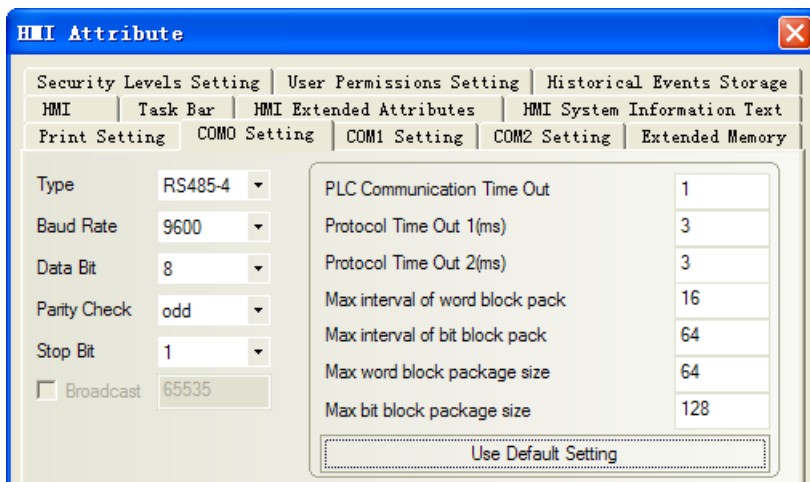 HMI Attribute
Security Levels Setting User Permissions Setting Historical Events Storage
HMI Task Bar HMI Extended Attributes HMI System Information Text
Print Setting COM0 Setting COM1 Setting COM2 Setting Extended Memory
Type RS485-4
Baud Rate 9600
Data Bit 8
Parity Check odd
Stop Bit 1
Broadcast 65535
PLC Communication Time Out 1
Protocol Time Out 1(ms) 3
Protocol Time Out 2(ms) 3
Max interval of word block pack 16
Max interval of bit block pack 64
Max word block package size 64
Max bit block package size 128
Use Default Setting